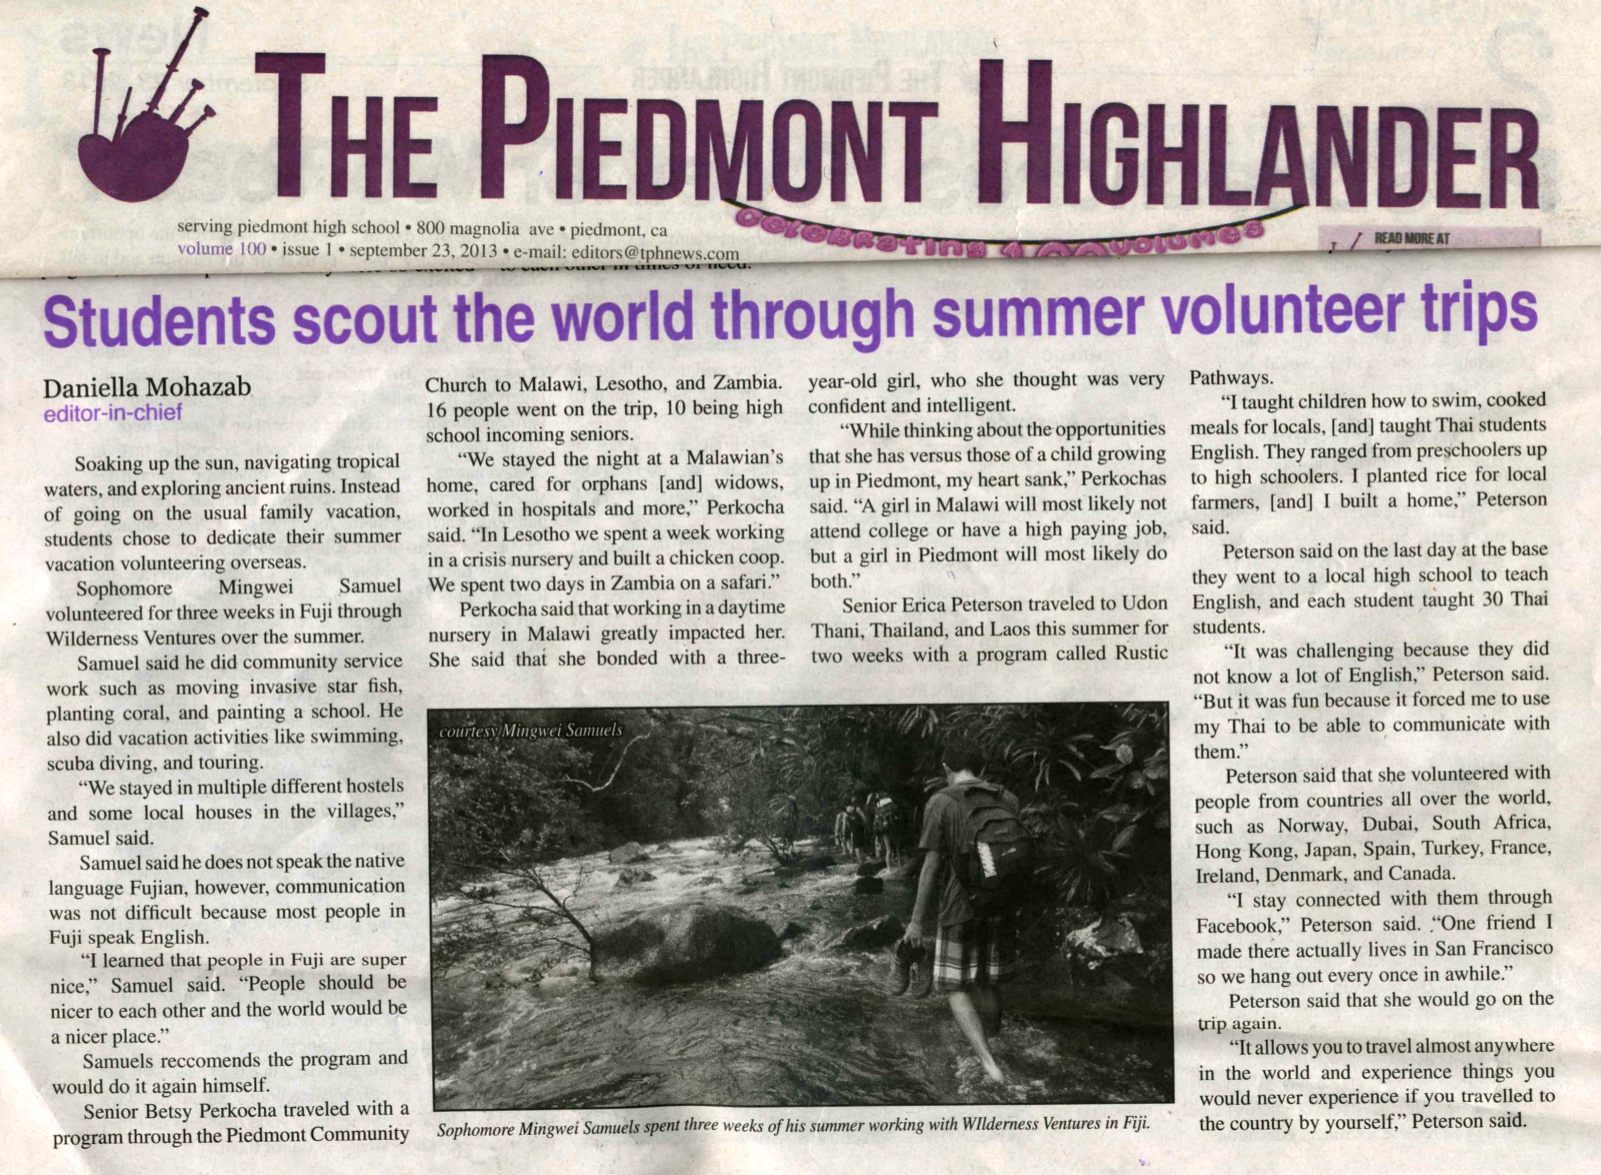 THE PIEDMONT HIGHLANDER
serving piedmont high school • 800 magnolia ave • piedmont, ca
volume 100 • issue 1 • september 23, 2013 • e-mail: editors@tphnews.com
celebrating 100 volumes
READ MORE AT
to each other in times of need.
Students scout the world through summer volunteer trips
Daniella Mohazab
editor-in-chief
Soaking up the sun, navigating tropical
waters, and exploring ancient ruins. Instead
of going on the usual family vacation,
students chose to dedicate their summer
vacation volunteering overseas.
Sophomore Mingwei Samuel
volunteered for three weeks in Fuji through
Wilderness Ventures over the summer.
Samuel said he did community service
work such as moving invasive star fish,
planting coral, and painting a school. He
also did vacation activities like swimming,
scuba diving, and touring.
“We stayed in multiple different hostels
and some local houses in the villages,”
Samuel said.
Samuel said he does not speak the native
language Fujian, however, communication
was not difficult because most people in
Fuji speak English.
“I learned that people in Fuji are super
nice,” Samuel said. “People should be
nicer to each other and the world would be
a nicer place.”
Samuels reccomends the program and
would do it again himself.
Senior Betsy Perkocha traveled with a
program through the Piedmont Community
Church to Malawi, Lesotho, and Zambia.
16 people went on the trip, 10 being high
school incoming seniors.
“We stayed the night at a Malawian’s
home, cared for orphans [and] widows,
worked in hospitals and more,” Perkocha
said. “In Lesotho we spent a week working
in a crisis nursery and built a chicken coop.
We spent two days in Zambia on a safari.”
Perkocha said that working in a daytime
nursery in Malawi greatly impacted her.
She said that she bonded with a three-
year-old girl, who she thought was very
confident and intelligent.
“While thinking about the opportunities
that she has versus those of a child growing
up in Piedmont, my heart sank,” Perkochas
said. “A girl in Malawi will most likely not
attend college or have a high paying job,
but a girl in Piedmont will most likely do
both.”
Senior Erica Peterson traveled to Udon
Thani, Thailand, and Laos this summer for
two weeks with a program called Rustic
Pathways.
“I taught children how to swim, cooked
meals for locals, [and] taught Thai students
English. They ranged from preschoolers up
to high schoolers. I planted rice for local
farmers, [and] I built a home,” Peterson
said.
Peterson said on the last day at the base
they went to a local high school to teach
English, and each student taught 30 Thai
students.
“It was challenging because they did
not know a lot of English,” Peterson said.
“But it was fun because it forced me to use
my Thai to be able to communicate with
them.”
Peterson said that she volunteered with
people from countries all over the world,
such as Norway, Dubai, South Africa,
Hong Kong, Japan, Spain, Turkey, France,
Ireland, Denmark, and Canada.
“I stay connected with them through
Facebook,” Peterson said. “One friend I
made there actually lives in San Francisco
so we hang out every once in awhile.”
Peterson said that she would go on the
trip again.
“It allows you to travel almost anywhere
in the world and experience things you
would never experience if you travelled to
the country by yourself,” Peterson said.
courtesy Mingwei Samuels
Sophomore Mingwei Samuels spent three weeks of his summer working with WIlderness Ventures in Fiji.